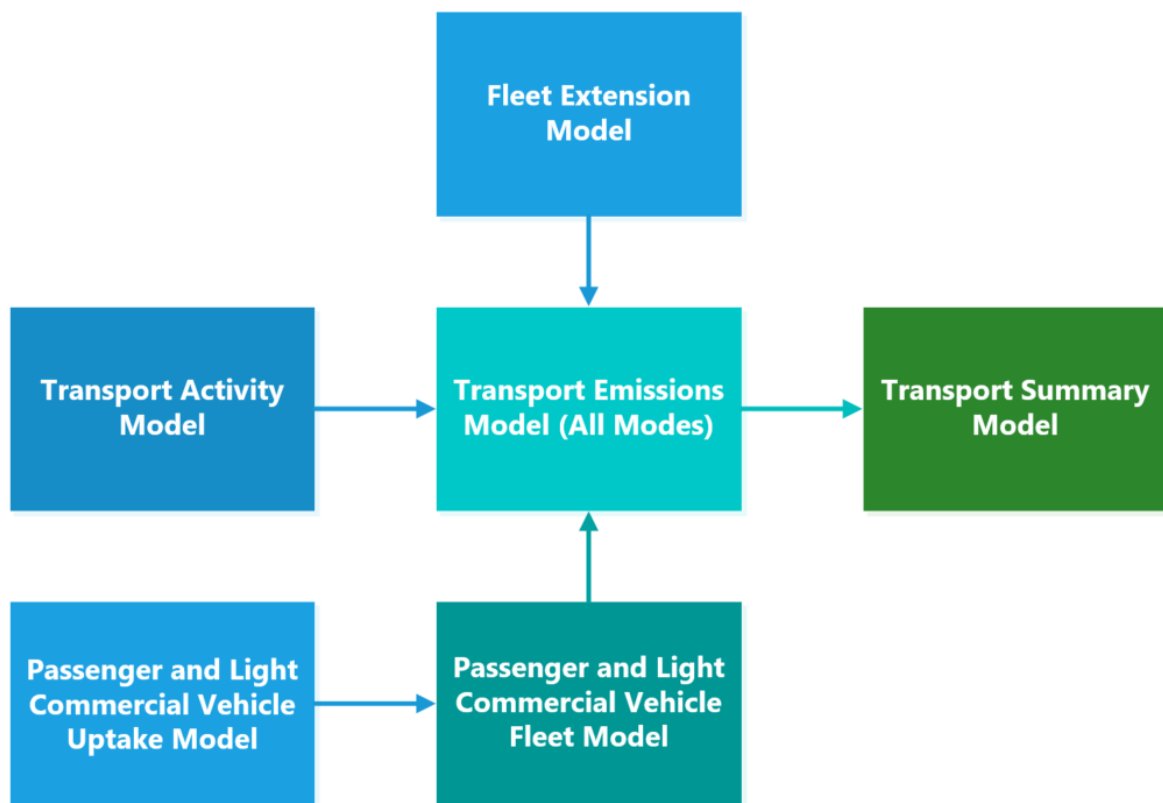 Fleet Extension
Model
Transport Activity
Model
Transport Emissions
Model (All Modes)
Transport Summary
Model
Passenger and Light
Commercial Vehicle
Uptake Model
Passenger and Light
Commercial Vehicle
Fleet Model